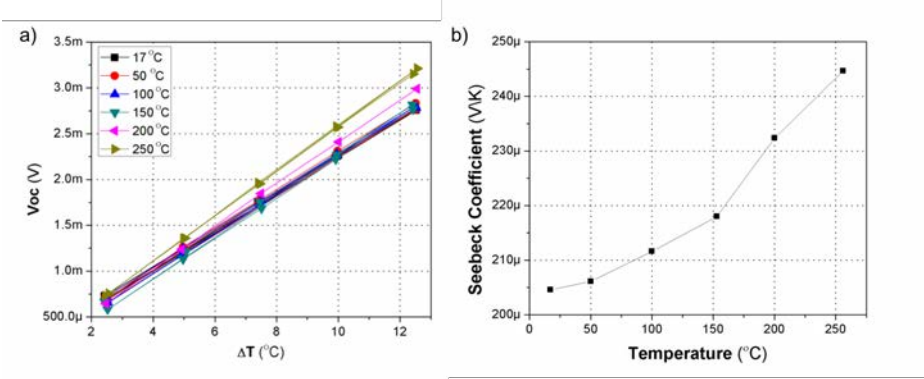 a)
3.5m
3.0m
2.5m
2.0m
1.5m
1.0m
500.0µ
Voc (V)
17 °C
50 °C
100 °C
150 °C
200 °C
250 °C
2 4 6 8 10 12
ΔT (°C)
b)
250µ
240µ
230µ
220µ
210µ
200µ
Seebeck Coefficient (V\K)
0 50 100 150 200 250
Temperature (°C)